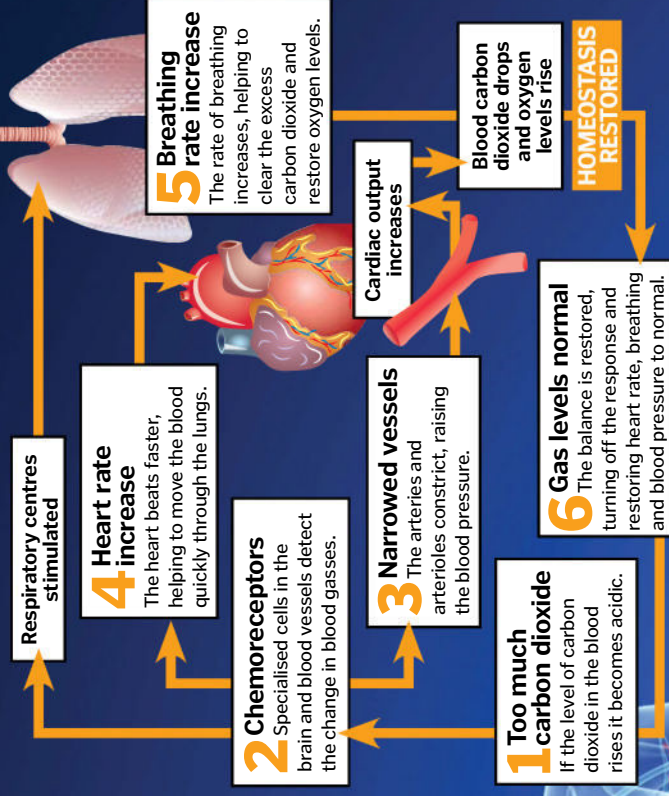 1 Too much
carbon dioxide
If the level of carbon
dioxide in the blood
rises it becomes acidic.
2 Chemoreceptors
Specialised cells in the
brain and blood vessels detect
the change in blood gasses.
Respiratory centres
stimulated
3 Narrowed vessels
The arteries and
arterioles constrict, raising
the blood pressure.
4 Heart rate
increase
The heart beats faster,
helping to move the blood
quickly through the lungs.
Cardiac output
increases
5 Breathing
rate increase
The rate of breathing
increases, helping to
clear the excess
carbon dioxide and
restore oxygen levels.
Blood carbon
dioxide drops
and oxygen
levels rise
HOMEOSTASIS
RESTORED
6 Gas levels normal
The balance is restored,
turning off the response and
restoring heart rate, breathing
and blood pressure to normal.